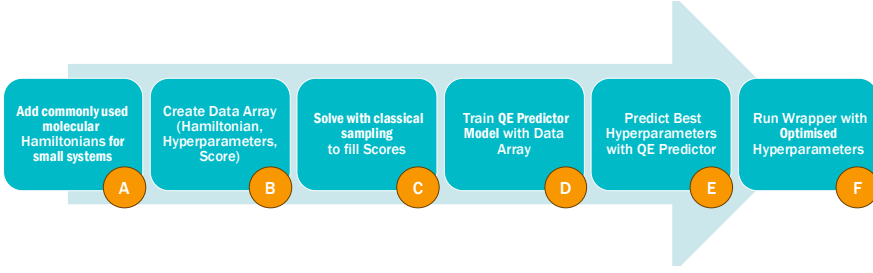 Add commonly used
molecular
Hamiltonians for
small systems
A
Create Data Array
(Hamiltonian,
Hyperparameters,
Score)
B
Solve with classical
sampling
to fill Scores
C
Train QE Predictor
Model with Data
Array
D
Predict Best
Hyperparameters
with QE Predictor
E
Run Wrapper with
Optimised
Hyperparameters
F